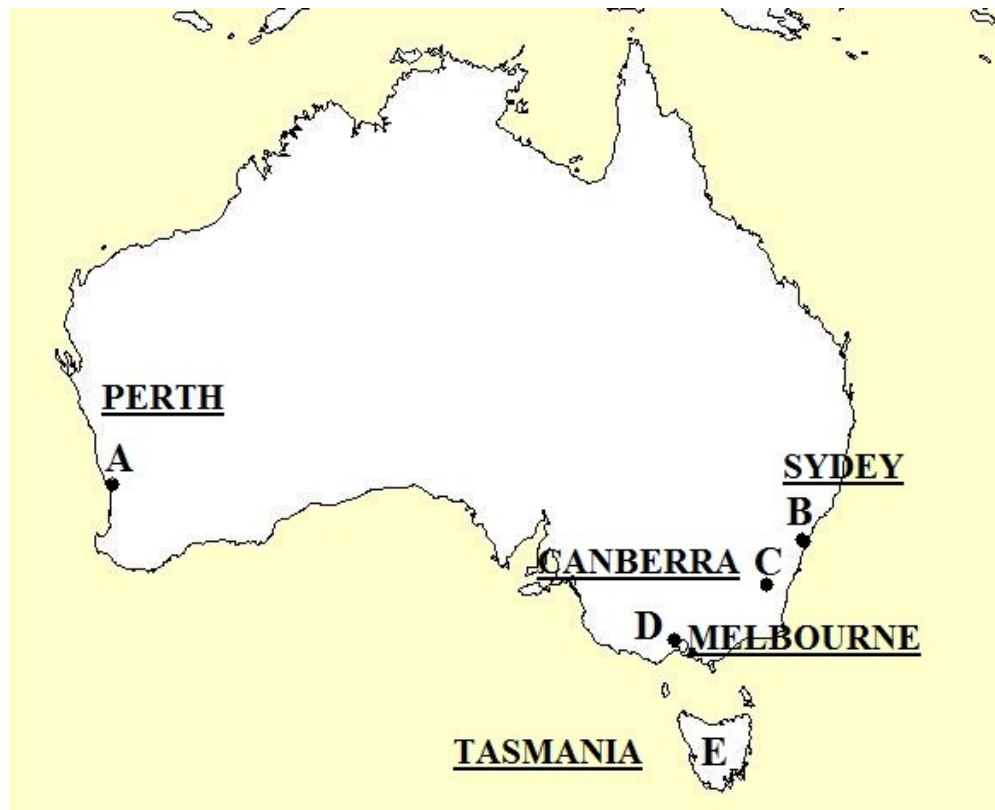 PERTH
A
SYDEY
B
CANBERRA C
D MELBOURNE
TASMANIA E